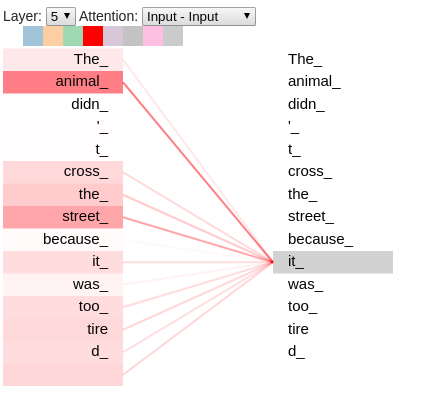 Layer: 5 Attention: Input - Input
The_ The_
animal_ animal_
didn_ didn_
'_ '_
t_ t_
cross_ cross_
the_ the_
street_ street_
because_ because_
it_ it_
was_ was_
too_ too_
tire tire
d_ d_